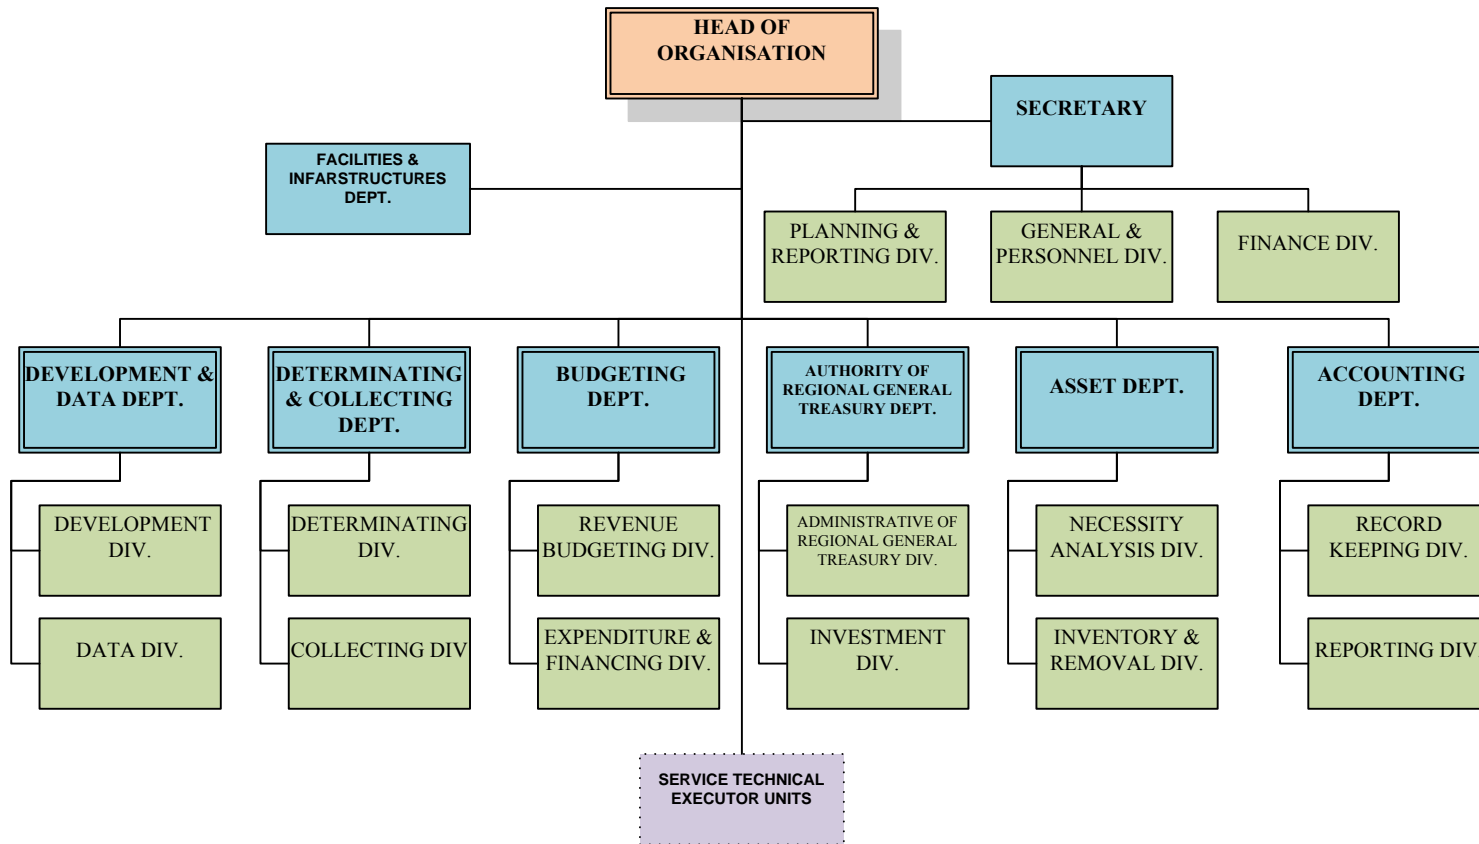 HEAD OF
ORGANISATION
SECRETARY
FACILITIES &
INFARSTRUCTURES
DEPT.
PLANNING &
REPORTING DIV.
GENERAL &
PERSONNEL DIV.
FINANCE DIV.
DEVELOPMENT &
DATA DEPT.
DETERMINATING
& COLLECTING
DEPT.
BUDGETING
DEPT.
AUTHORITY OF
REGIONAL GENERAL
TREASURY DEPT.
ASSET DEPT.
ACCOUNTING
DEPT.
DEVELOPMENT
DIV.
DETERMINATING
DIV.
REVENUE
BUDGETING DIV.
ADMINISTRATIVE OF
REGIONAL GENERAL
TREASURY DIV.
NECESSITY
ANALYSIS DIV.
RECORD
KEEPING DIV.
DATA DIV.
COLLECTING DIV
EXPENDITURE &
FINANCING DIV.
INVESTMENT
DIV.
INVENTORY &
REMOVAL DIV.
REPORTING DIV
SERVICE TECHNICAL
EXECUTOR UNITS